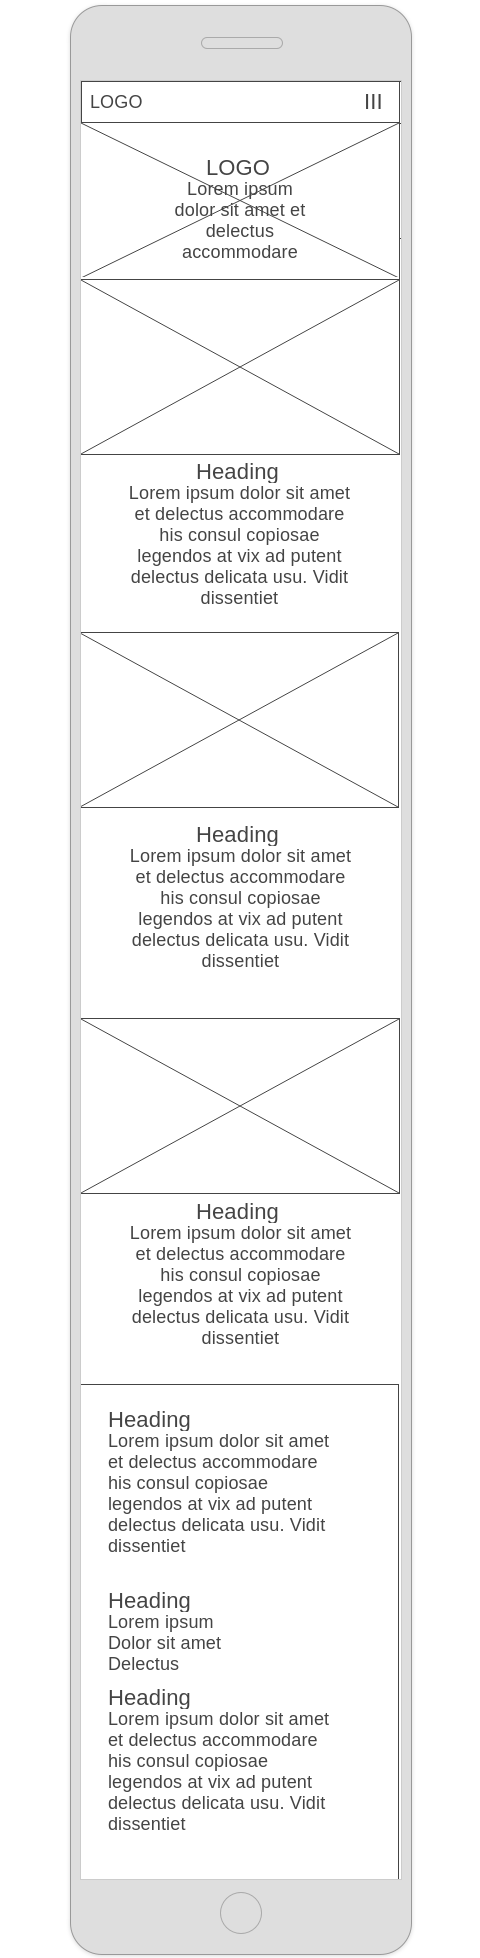 LOGO
LOGO
Lorem ipsum
dolor sit amet et
delectus
accommodare
Heading
Lorem ipsum dolor sit amet
et delectus accommodare
his consul copiosae
legendos at vix ad putent
delectus delicata usu. Vidit
dissentiet
Heading
Lorem ipsum dolor sit amet
et delectus accommodare
his consul copiosae
legendos at vix ad putent
delectus delicata usu. Vidit
dissentiet
Heading
Lorem ipsum dolor sit amet
et delectus accommodare
his consul copiosae
legendos at vix ad putent
delectus delicata usu. Vidit
dissentiet
Heading
Lorem ipsum dolor sit amet
et delectus accommodare
his consul copiosae
legendos at vix ad putent
delectus delicata usu. Vidit
dissentiet
Heading
Lorem ipsum
Dolor sit amet
Delectus
Heading
Lorem ipsum dolor sit amet
et delectus accommodare
his consul copiosae
legendos at vix ad putent
delectus delicata usu. Vidit
dissentiet